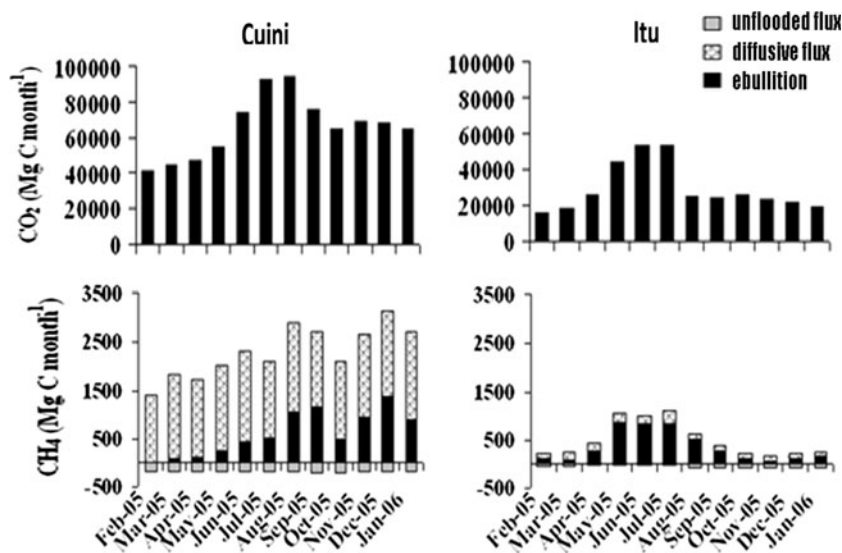 Cuini
Itu
unflooded flux
diffusive flux
ebullition
CO₂ (Mg C month⁻¹)
100000
80000
60000
40000
20000
0
100000
80000
60000
40000
20000
0
CH₄ (Mg C month⁻¹)
3500
2500
1500
500
-500
3500
2500
1500
500
-500
Feb-05
Mar-05
Apr-05
May-05
Jun-05
Jul-05
Aug-05
Sep-05
Oct-05
Nov-05
Dec-05
Jan-06
Feb-05
Mar-05
Apr-05
May-05
Jun-05
Jul-05
Aug-05
Sep-05
Oct-05
Nov-05
Dec-05
Jan-06